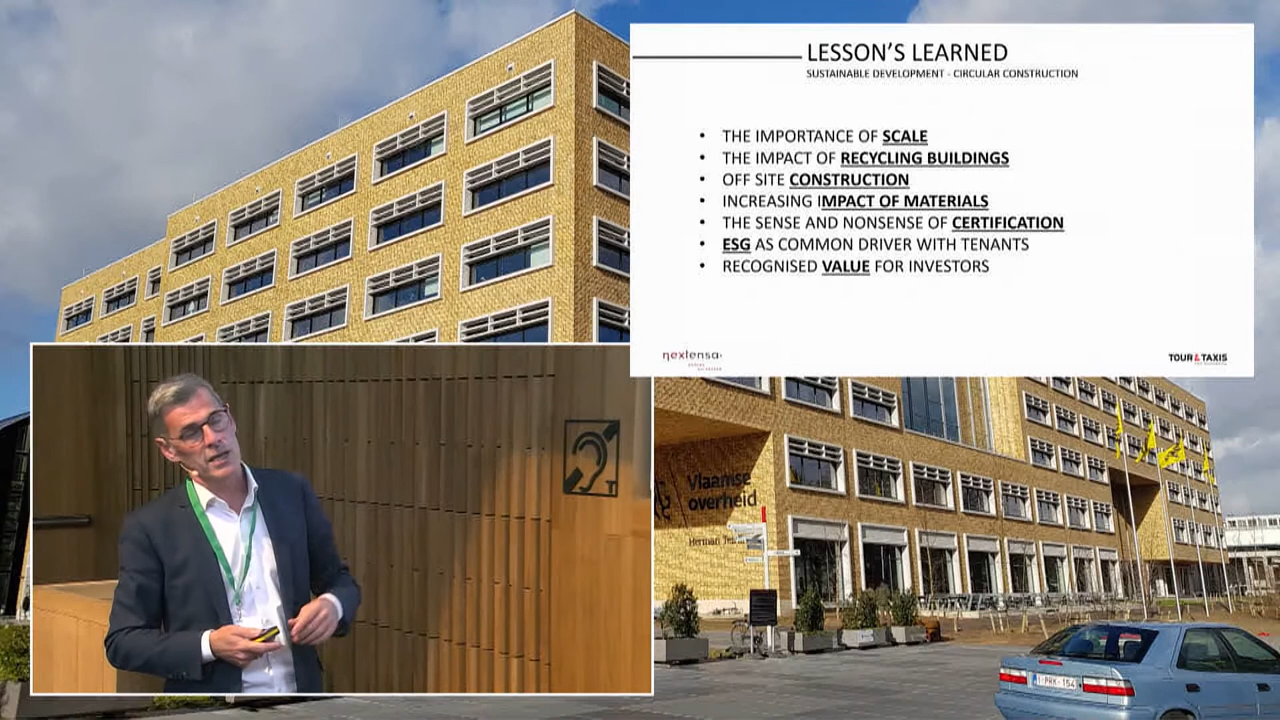 LESSON'S LEARNED
SUSTAINABLE DEVELOPMENT - CIRCULAR CONSTRUCTION
• THE IMPORTANCE OF SCALE
• THE IMPACT OF RECYCLING BUILDINGS
• OFF SITE CONSTRUCTION
• INCREASING IMPACT OF MATERIALS
• THE SENSE AND NONSENSE OF CERTIFICATION
• ESG AS COMMON DRIVER WITH TENANTS
• RECOGNISED VALUE FOR INVESTORS
nextensa.
TOUR & TAXIS
T
Vlaamse
overheid
Herman
1-PRK-154